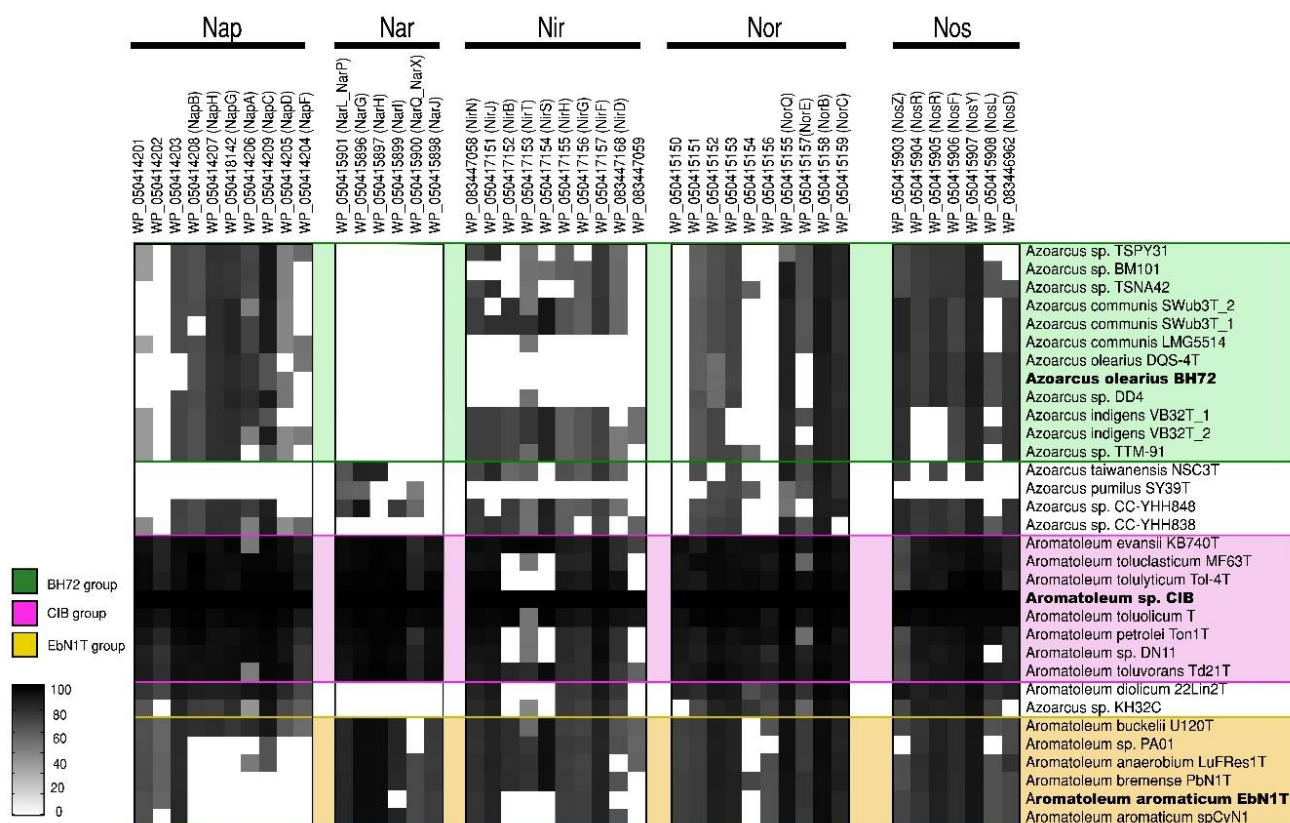 Nap
Nar
Nir
Nor
Nos
WP_050414201
WP_050414202
WP_050414203
WP_050414208 (NapB)
WP_050414207 (NapH)
WP_050418142 (NapG)
WP_050414206 (NapA)
WP_050414209 (NapC)
WP_050414205 (NapD)
WP_050414204 (NapF)
WP_050415901 (NarL_NarP)
WP_050415896 (NarG)
WP_050415897 (NarH)
WP_050415899 (NarI)
WP_050415900 (NarQ_NarX)
WP_050415898 (NarJ)
WP_083447058 (NirN)
WP_050417151 (NirJ)
WP_050417152 (NirB)
WP_050417153 (NirT)
WP_050417154 (NirS)
WP_050417155 (NirH)
WP_050417156 (NirG)
WP_050417157 (NirF)
WP_083447168 (NirD)
WP_083447059
WP_050415150
WP_050415151
WP_050415152
WP_050415153
WP_050415154
WP_050415156
WP_050415155 (NorQ)
WP_050415157(NorE)
WP_050415158 (NorB)
WP_050415159 (NorC)
WP_050415903 (NosZ)
WP_050415904 (NosR)
WP_050415905 (NosR)
WP_050415906 (NosF)
WP_050415907 (NosY)
WP_050415908 (NosL)
WP_083446962 (NosD)
Azoarcus sp. TSPY31
Azoarcus sp. BM101
Azoarcus sp. TSNA42
Azoarcus communis SWub3T_2
Azoarcus communis SWub3T_1
Azoarcus communis LMG5514
Azoarcus olearius DQS-4T
Azoarcus olearius BH72
Azoarcus sp. DD4
Azoarcus indigens VB32T_1
Azoarcus indigens VB32T_2
Azoarcus sp. TTM-91
Azoarcus taiwanensis NSC3T
Azoarcus pumilus SY39T
Azoarcus sp. CC-YHH848
Azoarcus sp. CC-YHH838
Aromatoleum evansii KB740T
Aromatoleum toluclasticum MF63T
Aromatoleum tolulyticum Tol-4T
Aromatoleum sp. CIB
Aromatoleum toluolicum T
Aromatoleum petrolei Ton1T
Aromatoleum sp. DN11
Aromatoleum toluvorans Td21T
Aromatoleum diolicum 22Lin2T
Azoarcus sp. KH32C
Aromatoleum buckelii U120T
Aromatoleum sp. PA01
Aromatoleum anaerobium LuFRes1T
Aromatoleum bremense PbN1T
Aromatoleum aromaticum EbN1T
Aromatoleum aromaticum spCyN1
BH72 group
CIB group
EbN1T group
100
80
60
40
20
0